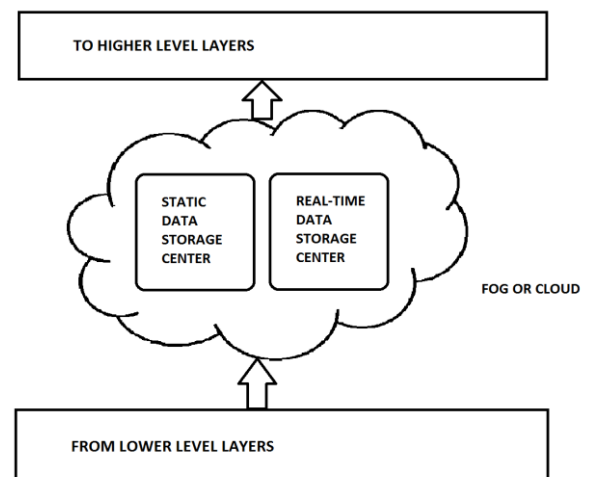 TO HIGHER LEVEL LAYERS
STATIC
DATA
STORAGE
CENTER
REAL-TIME
DATA
STORAGE
CENTER
FOG OR CLOUD
FROM LOWER LEVEL LAYERS